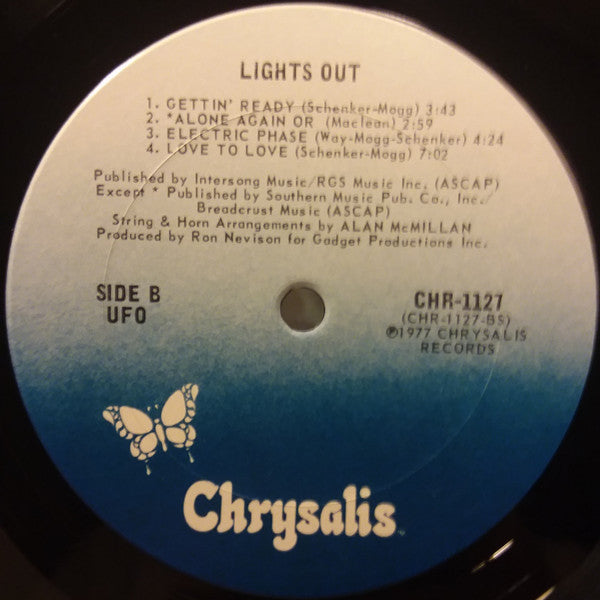 LIGHTS OUT
1. GETTIN' READY (Schenker-Mogg) 3:43
2. *ALONE AGAIN OR (Maclean) 2:59
3. ELECTRIC PHASE (Way-Mogg-Schenker) 4:24
4. LOVE TO LOVE (Schenker-Mogg) 7:02
Published by Intersong Music/RGS Music Inc. (ASCAP)
Except * Published by Southern Music Pub. Co., Inc./
Breadcrust Music (ASCAP)
String & Horn Arrangements by ALAN McMILLAN
Produced by Ron Nevison for Gadget Productions Inc.
SIDE B
UFO
CHR-1127
(CHR-1127-BS)
℗1977 CHRYSALIS
RECORDS
Chrysalis